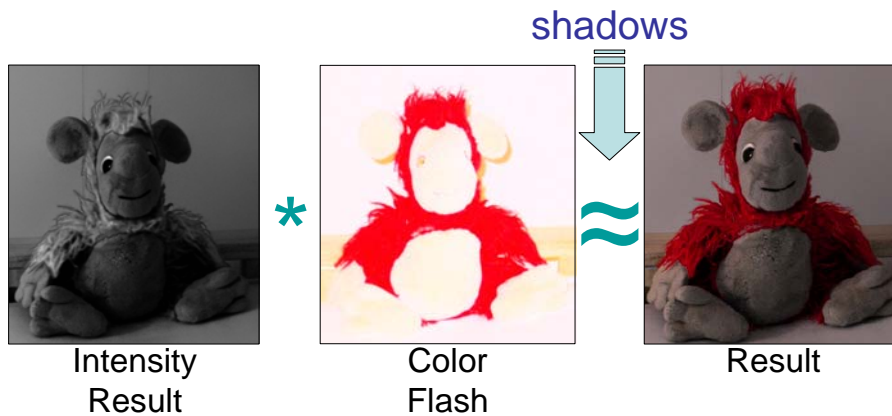 shadows
*
≈
Intensity
Result
Color
Flash
Result